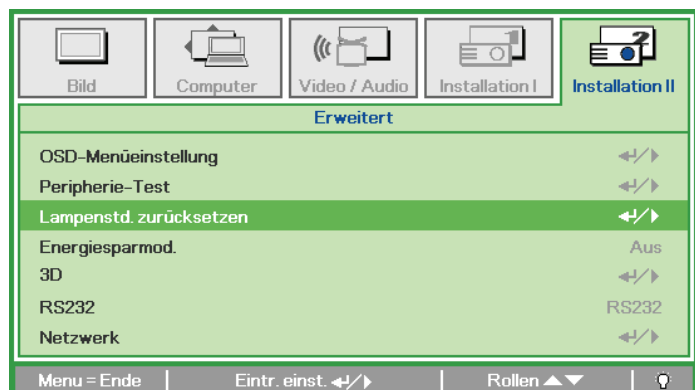 Bild
Computer
Video / Audio
Installation I
Installation II
Erweitert
OSD-Menüeinstellung
Peripherie-Test
Lampenstd. zurücksetzen
Energiesparmod. Aus
3D
RS232 RS232
Netzwerk
Menu = Ende Eintr. einst. Rollen